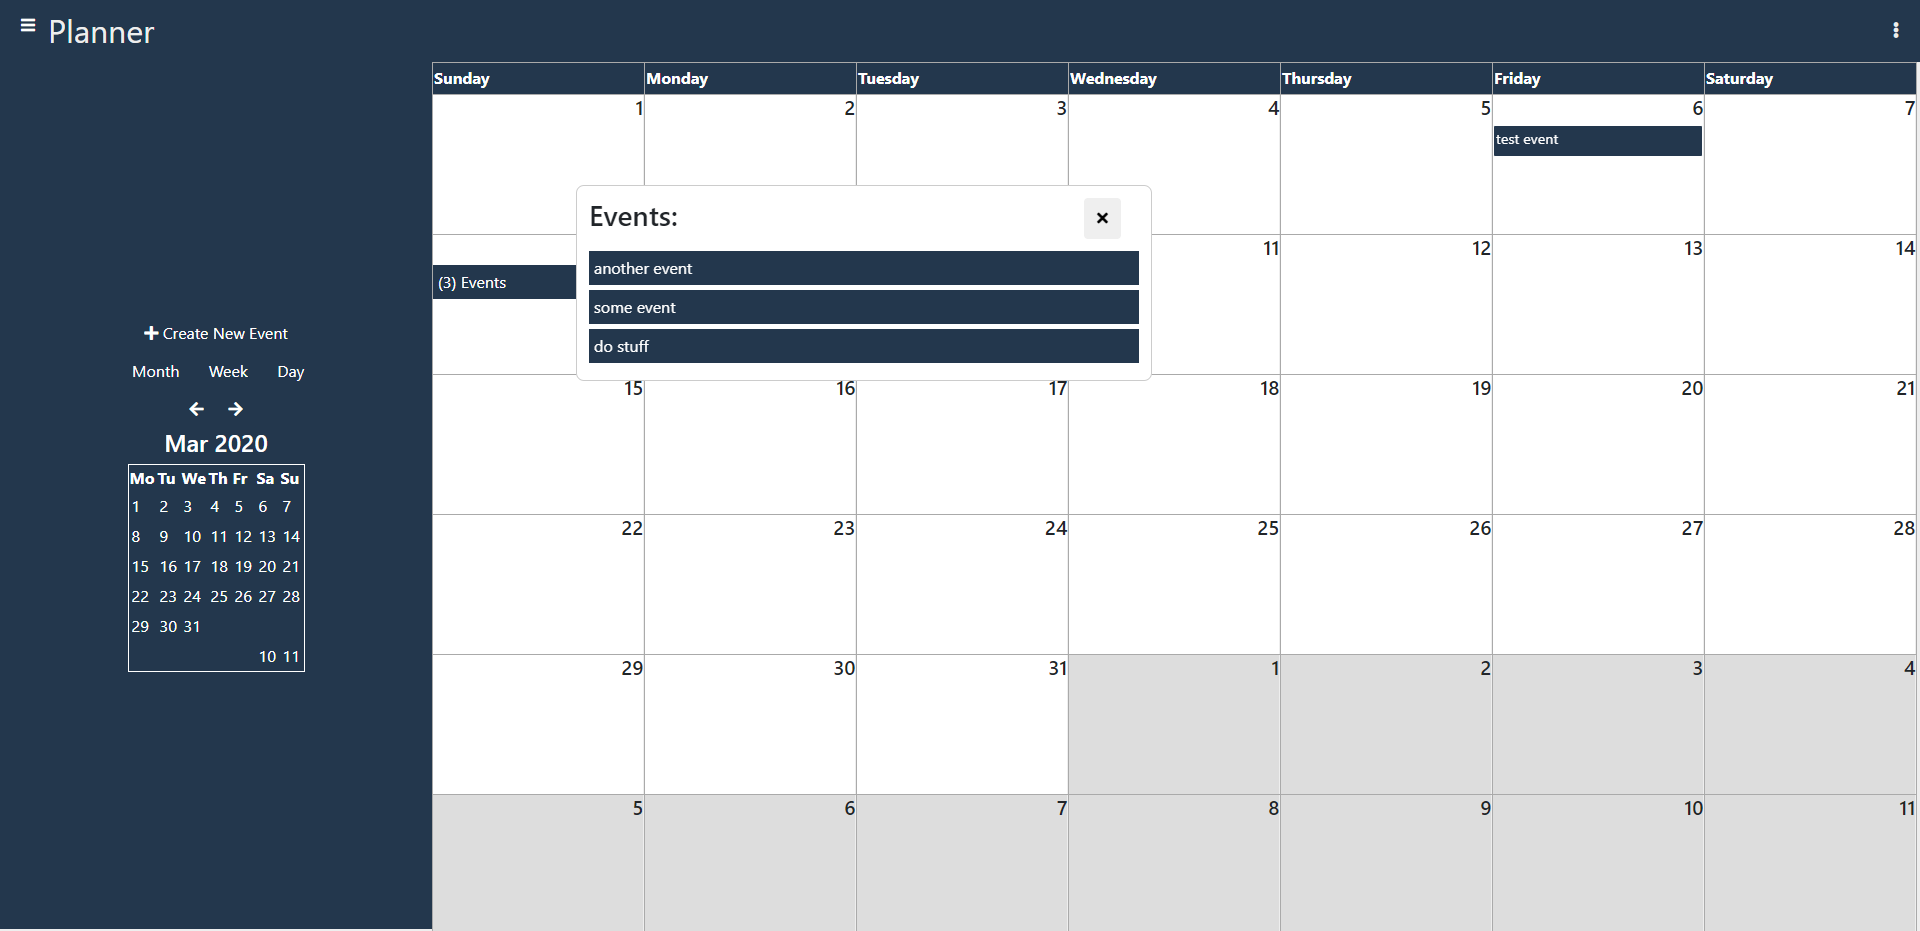 Planner
Sunday Monday Tuesday Wednesday Thursday Friday Saturday
1 2 3 4 5 6 7
test event
Events:
another event
some event
do stuff
11 12 13 14
(3) Events
Create New Event
Month Week Day
Mar 2020
Mo Tu We Th Fr Sa Su
1 2 3 4 5 6 7
8 9 10 11 12 13 14
15 16 17 18 19 20 21
22 23 24 25 26 27 28
29 30 31
10 11
15 16 17 18 19 20 21
22 23 24 25 26 27 28
29 30 31 1 2 3 4
5 6 7 8 9 10 11